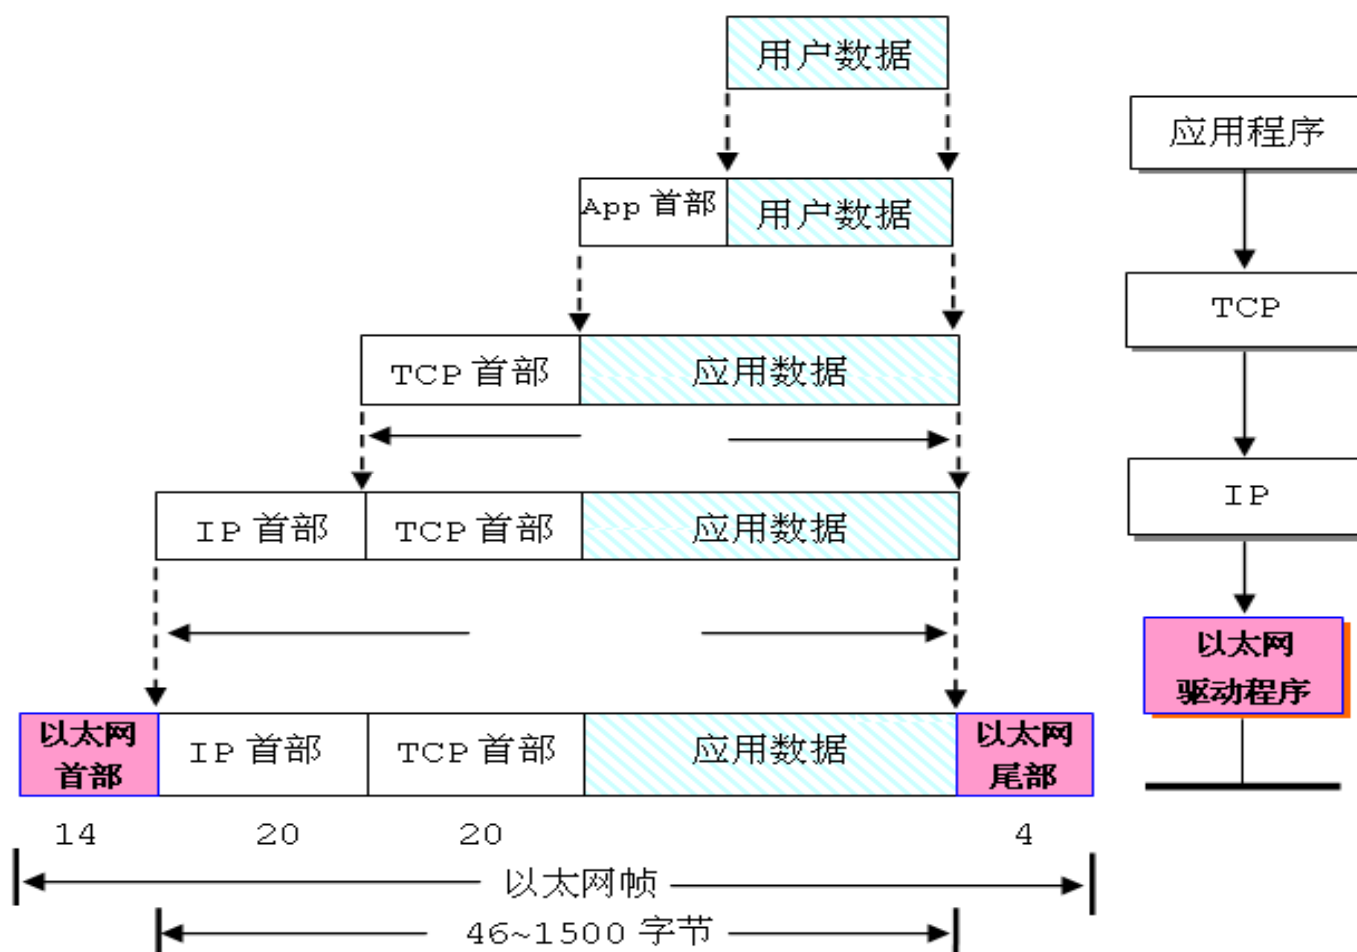 用户数据
应用程序
App 首部
用户数据
TCP
TCP 首部
应用数据
IP
IP 首部
TCP 首部
应用数据
以太网
驱动程序
以太网
首部
IP 首部
TCP 首部
应用数据
以太网
尾部
14
20
20
4
以太网帧
46~1500 字节